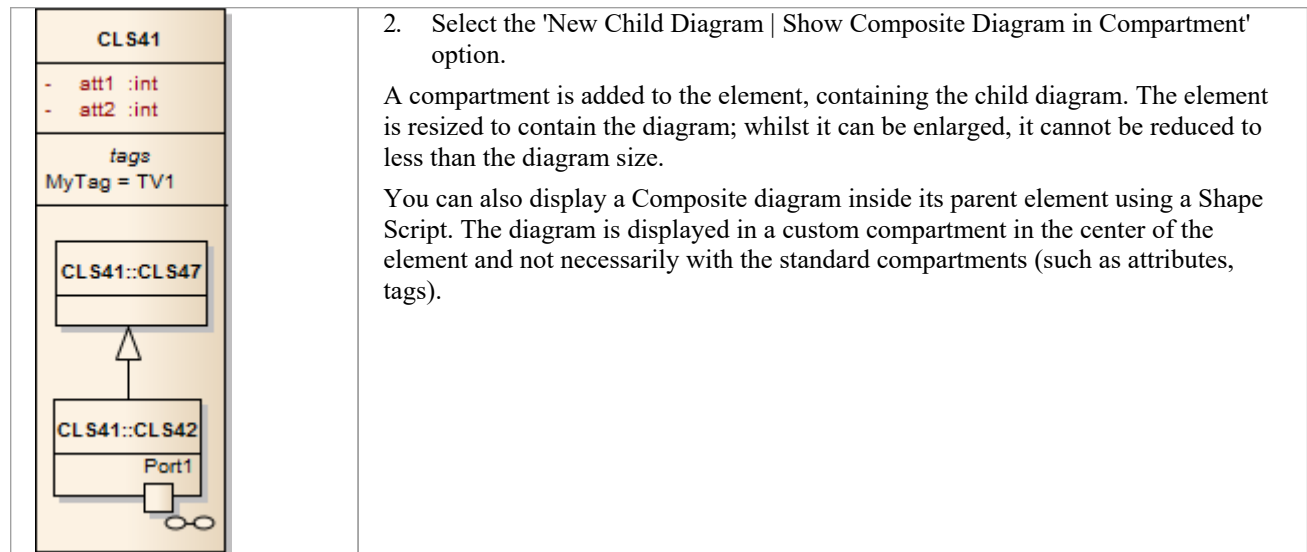 CLS41
- att1 :int
- att2 :int
tags
MyTag = TV1
CLS41::CLS47
CLS41::CLS42
Port1
2. Select the 'New Child Diagram | Show Composite Diagram in Compartment'
option.
A compartment is added to the element, containing the child diagram. The element
is resized to contain the diagram; whilst it can be enlarged, it cannot be reduced to
less than the diagram size.
You can also display a Composite diagram inside its parent element using a Shape
Script. The diagram is displayed in a custom compartment in the center of the
element and not necessarily with the standard compartments (such as attributes,
tags).